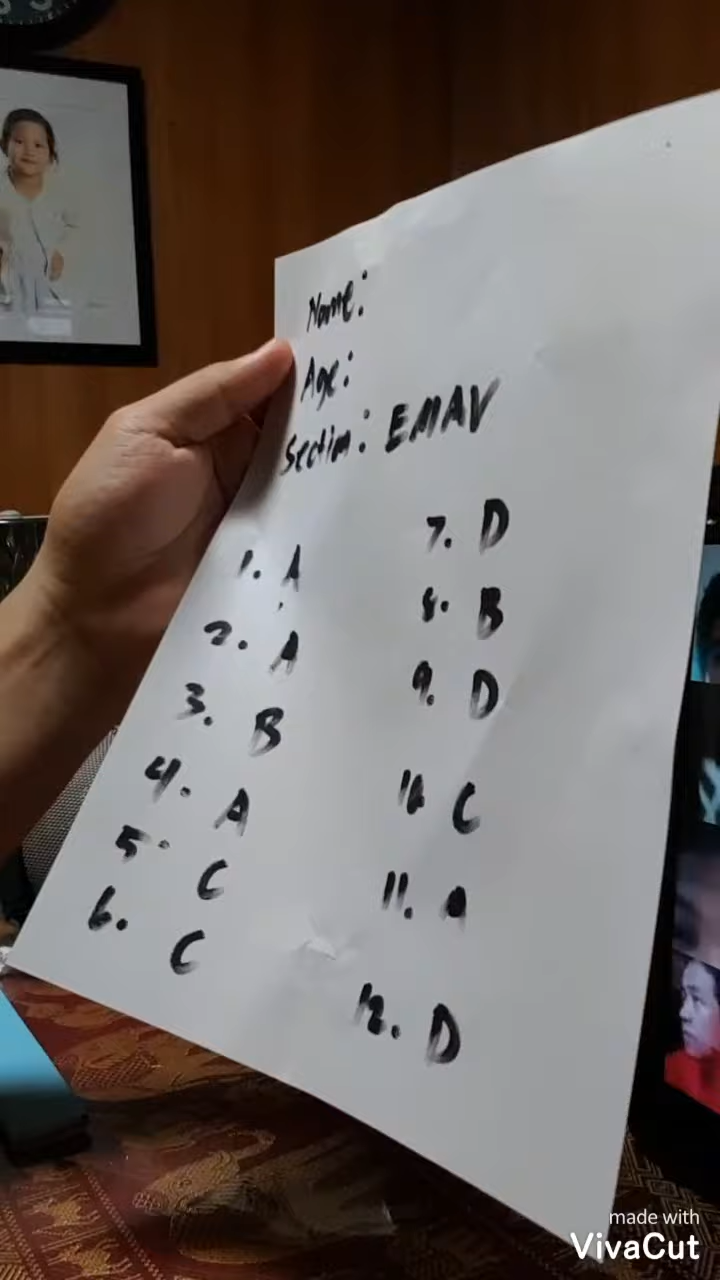 Name:
Age:
Section: EMAV
1. A
2. A
3. B
4. A
5. C
6. C
7. D
8. B
9. D
10 C
11. A
12. D
made with
VivaCut